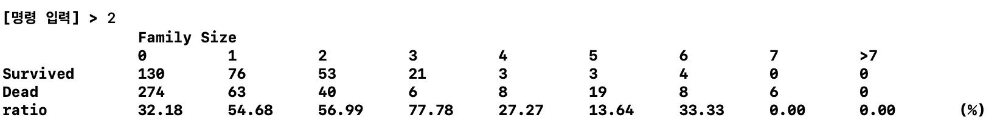 [명령 입력] > 2
Family Size
0 1 2 3 4 5 6 7 >7
Survived 130 76 53 21 3 3 4 0 0
Dead 274 63 40 6 8 19 8 6 0
ratio 32.18 54.68 56.99 77.78 27.27 13.64 33.33 0.00 0.00 (%)